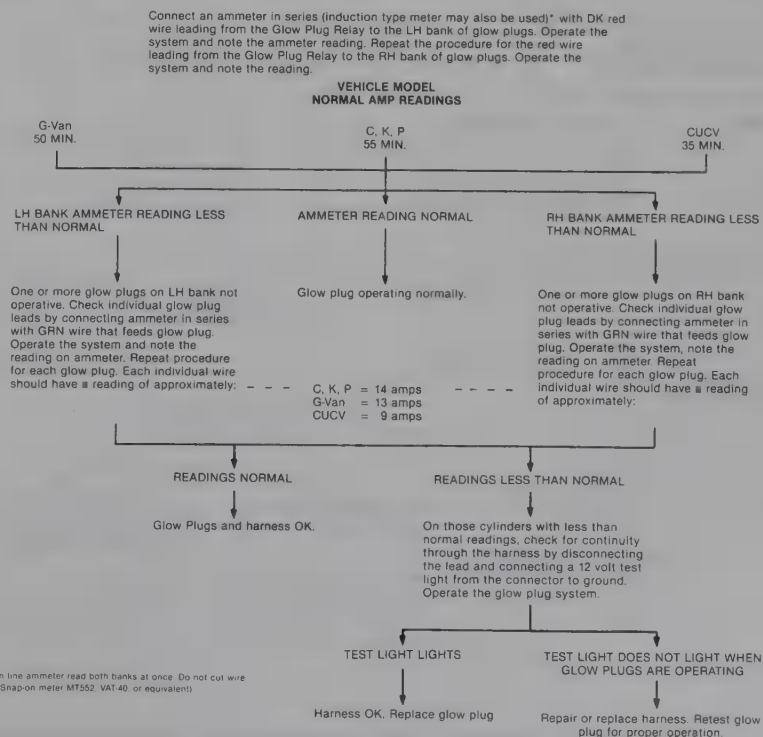 Connect an ammeter in series (induction type meter may also be used)* with DK red
wire leading from the Glow Plug Relay to the LH bank of glow plugs. Operate the
system and note the ammeter reading. Repeat the procedure for the red wire
leading from the Glow Plug Relay to the RH bank of glow plugs. Operate the
system and note the reading.
VEHICLE MODEL
NORMAL AMP READINGS
G-Van
50 MIN.
C, K, P
55 MIN.
CUCV
35 MIN.
LH BANK AMMETER READING LESS
THAN NORMAL
AMMETER READING NORMAL
RH BANK AMMETER READING LESS
THAN NORMAL
One or more glow plugs on LH bank not
operative. Check individual glow plug
leads by connecting ammeter in series
with GRN wire that feeds glow plug.
Operate the system and note the
reading on ammeter. Repeat procedure
for each glow plug. Each individual wire
should have a reading of approximately:
Glow plug operating normally.
One or more glow plugs on RH bank
not operative. Check individual glow
plug leads by connecting ammeter in
series with GRN wire that feeds glow
plug. Operate the system, note the
reading on ammeter. Repeat
procedure for each glow plug. Each
individual wire should have a reading
of approximately:
C, K, P = 14 amps
G-Van = 13 amps
CUCV = 9 amps
READINGS NORMAL
READINGS LESS THAN NORMAL
Glow Plugs and harness OK.
On those cylinders with less than
normal readings, check for continuity
through the harness by disconnecting
the lead and connecting a 12 volt test
light from the connector to ground.
Operate the glow plug system.
TEST LIGHT LIGHTS
TEST LIGHT DOES NOT LIGHT WHEN
GLOW PLUGS ARE OPERATING
Harness OK. Replace glow plug
Repair or replace harness. Retest glow
plug for proper operation.
line ammeter read both banks at once. Do not cut wire
Snap-on meter MT552, VAT-40, or equivalent)